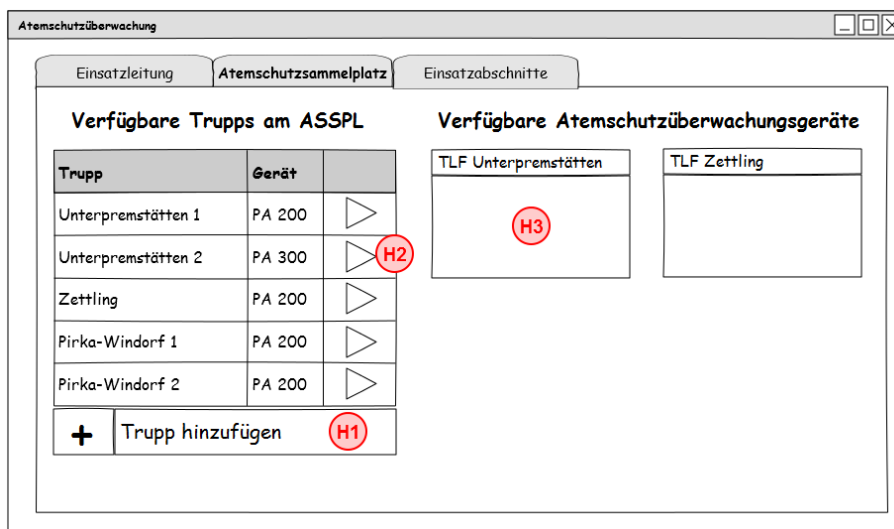 Atemschutzüberwachung
Einsatzleitung
Atemschutzsammelplatz
Einsatzabschnitte
Verfügbare Trupps am ASSPL
Verfügbare Atemschutzüberwachungsgeräte
Trupp Gerät
Unterpremstätten 1 PA 200
Unterpremstätten 2 PA 300
H2
Zettling PA 200
Pirka-Windorf 1 PA 200
Pirka-Windorf 2 PA 200
+ Trupp hinzufügen
H1
TLF Unterpremstätten
H3
TLF Zettling